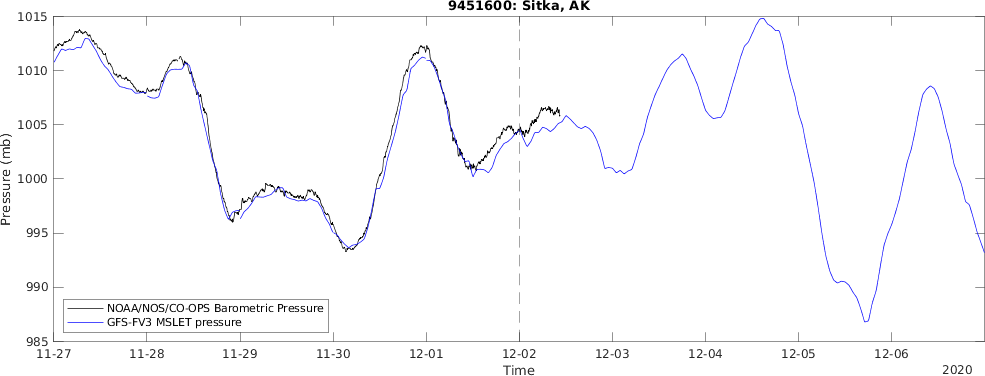 9451600: Sitka, AK
Pressure (mb)
1015
1010
1005
1000
995
990
985
NOAA/NOS/CO-OPS Barometric Pressure
GFS-FV3 MSLET pressure
11-27 11-28 11-29 11-30 12-01 12-02 12-03 12-04 12-05 12-06
Time
2020